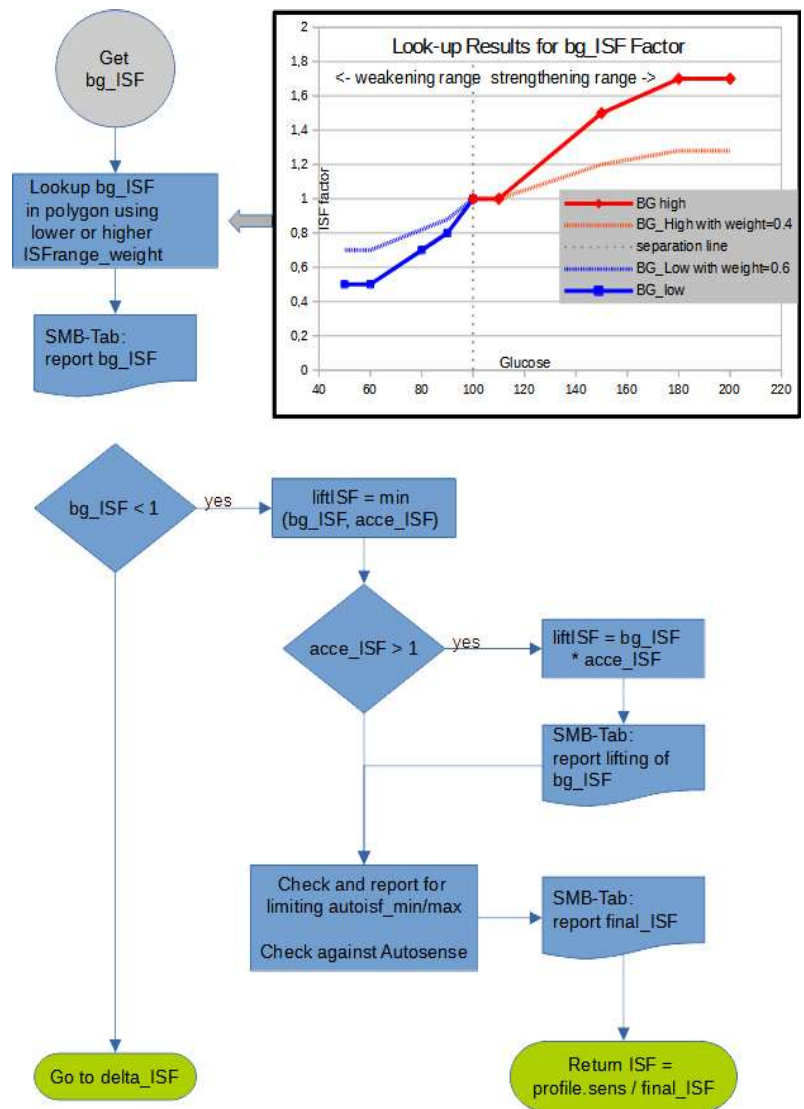 Get
bg_ISF
Lookup bg_ISF
in polygon using
lower or higher
ISFrange_weight
SMB-Tab:
report bg_ISF
Look-up Results for bg_ISF Factor
<- weakening range strengthening range ->
2
1,8
1,6
1,4
1,2
1
0,8
0,6
0,4
0,2
0
ISF factor
BG high
BG_High with weight=0.4
separation line
BG_Low with weight=0.6
BG_low
Glucose
40 60 80 100 120 140 160 180 200 220
bg_ISF < 1
yes
liftISF = min
(bg_ISF, acce_ISF)
acce_ISF > 1
yes
liftISF = bg_ISF
* acce_ISF
SMB-Tab:
report lifting of
bg_ISF
Check and report for
limiting autoisf_min/max
Check against Autosense
SMB-Tab:
report final_ISF
Go to delta_ISF
Return ISF =
profile.sens / final_ISF